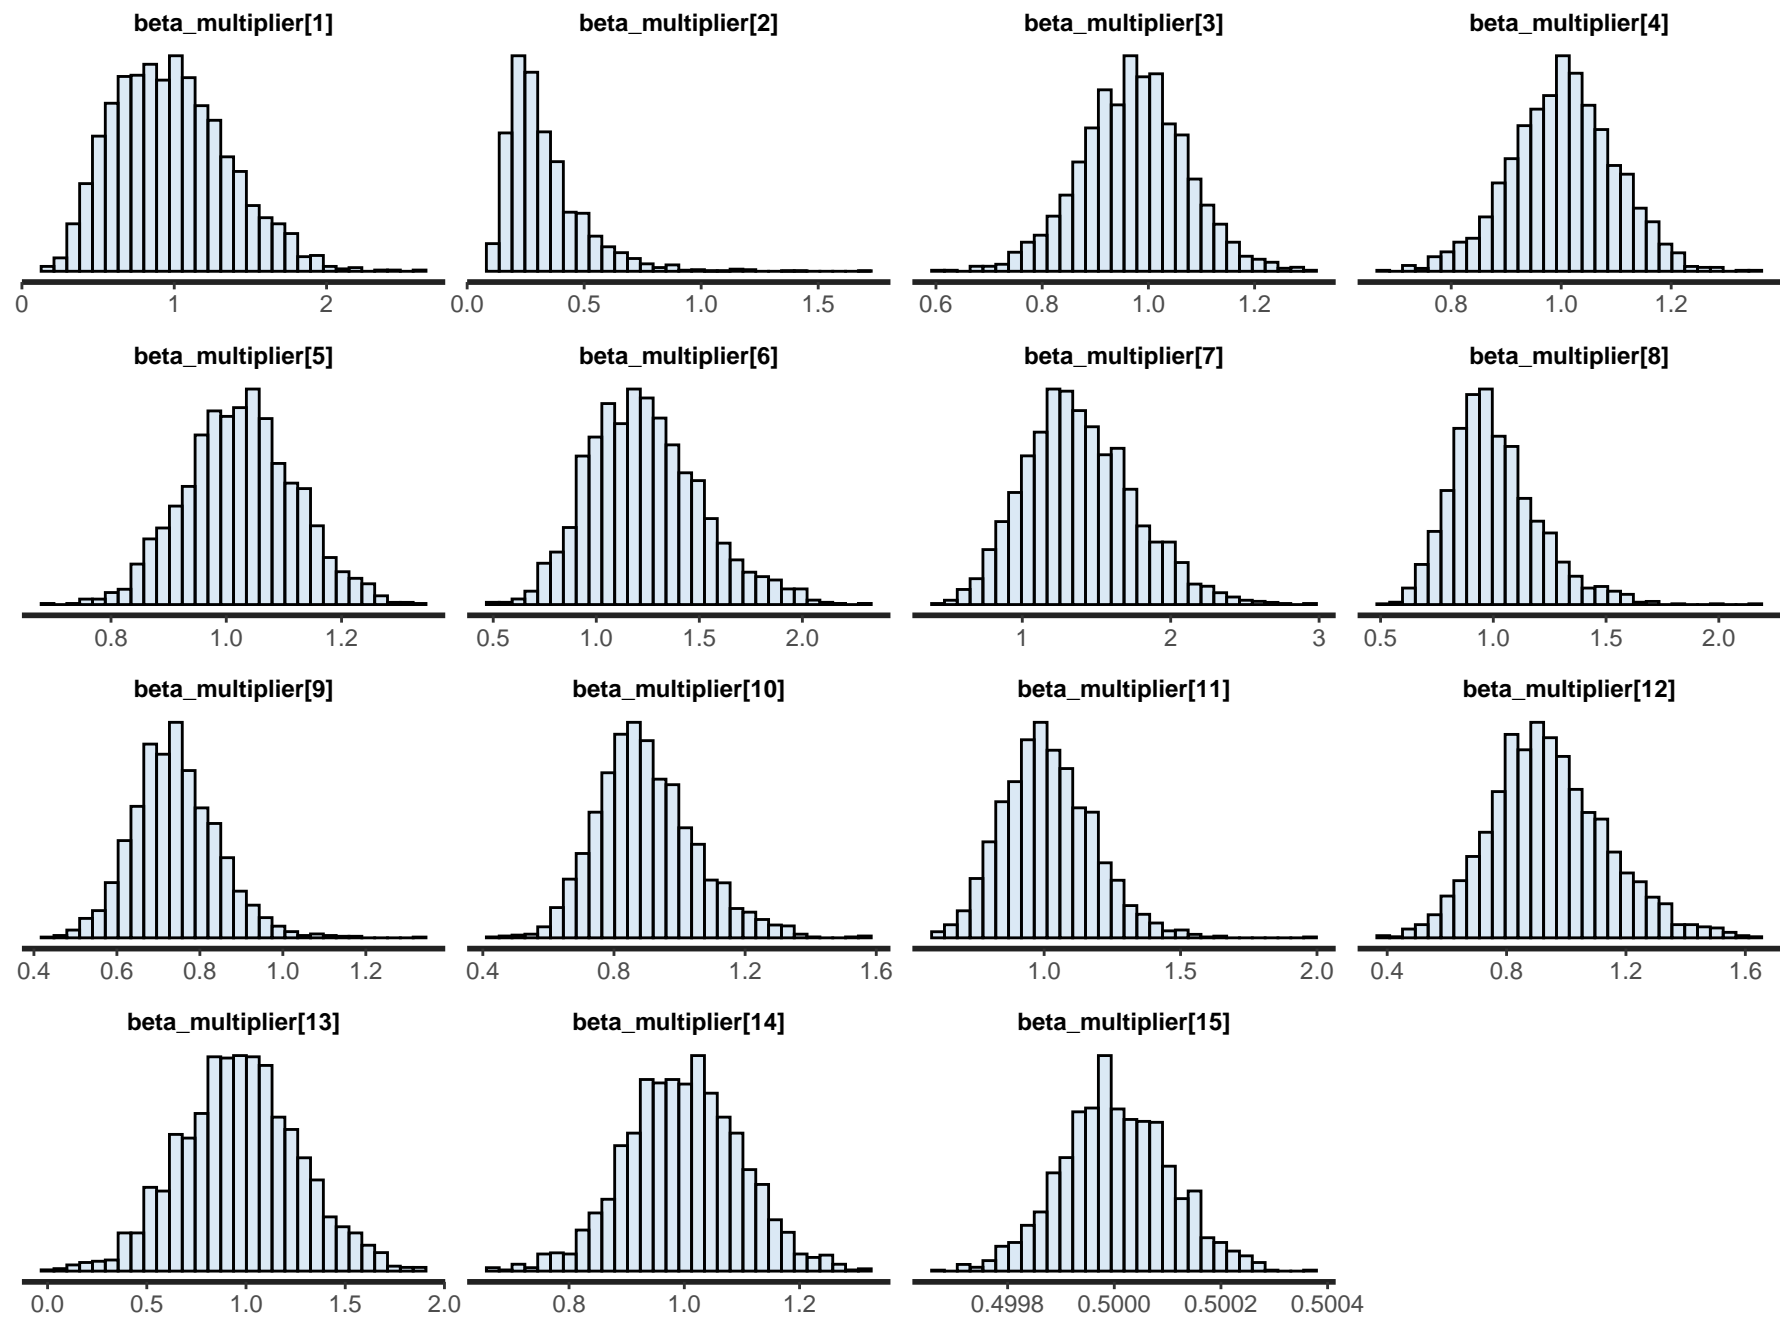 beta_multiplier[1] beta_multiplier[2] beta_multiplier[3] beta_multiplier[4]
0 1 2 0.0 0.5 1.0 1.5 0.6 0.8 1.0 1.2 0.8 1.0 1.2
beta_multiplier[5] beta_multiplier[6] beta_multiplier[7] beta_multiplier[8]
0.8 1.0 1.2 0.5 1.0 1.5 2.0 1 2 3 0.5 1.0 1.5 2.0
beta_multiplier[9] beta_multiplier[10] beta_multiplier[11] beta_multiplier[12]
0.4 0.6 0.8 1.0 1.2 0.4 0.8 1.2 1.6 1.0 1.5 2.0 0.4 0.8 1.2 1.6
beta_multiplier[13] beta_multiplier[14] beta_multiplier[15]
0.0 0.5 1.0 1.5 2.0 0.8 1.0 1.2 0.4998 0.5000 0.5002 0.5004